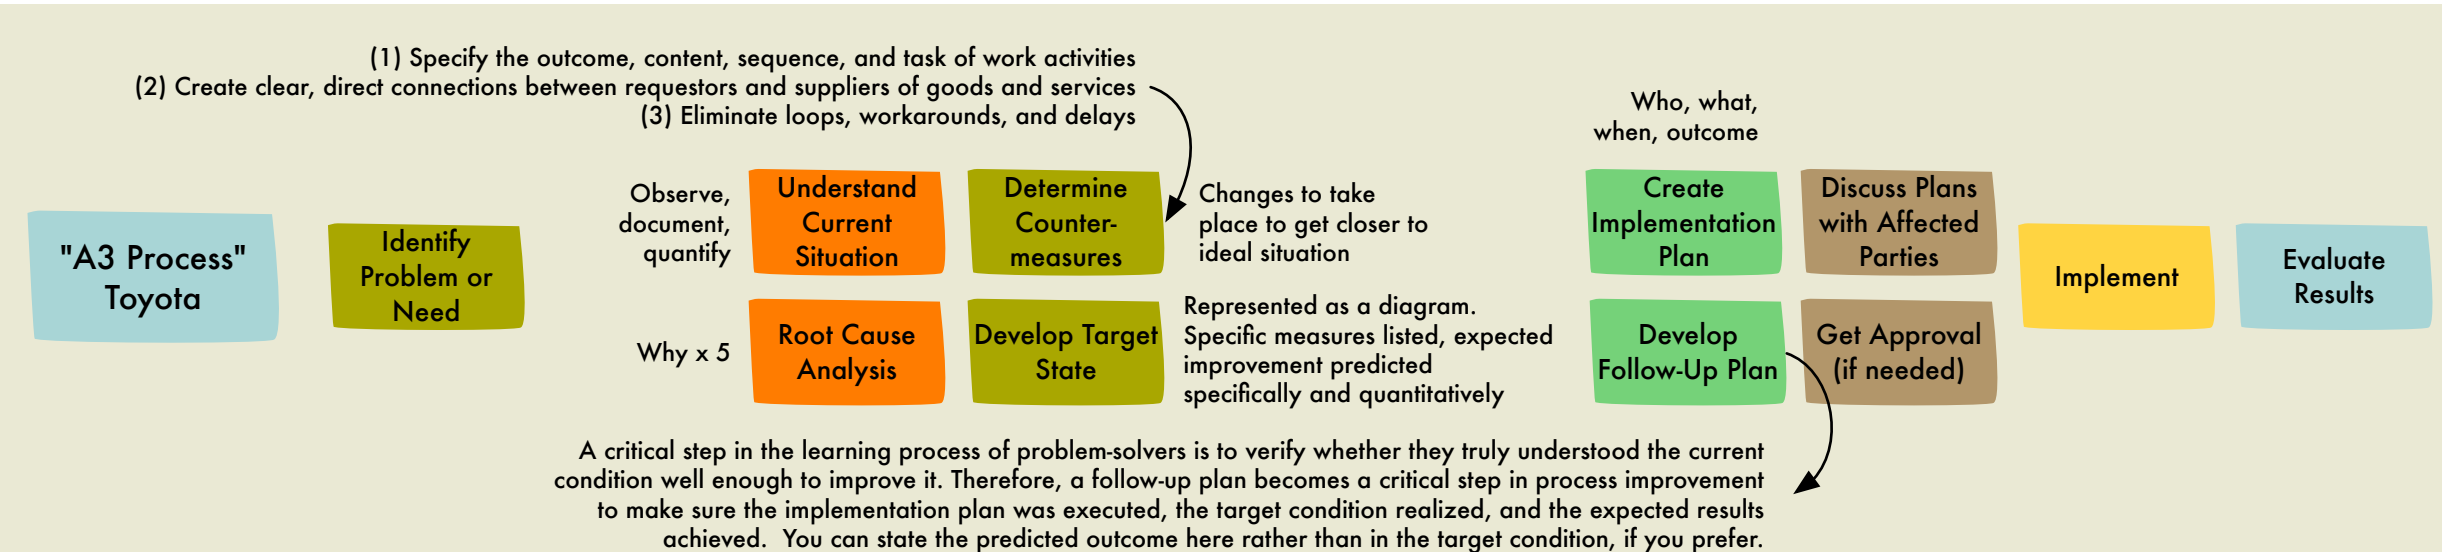 (1) Specify the outcome, content, sequence, and task of work activities
(2) Create clear, direct connections between requestors and suppliers of goods and services
(3) Eliminate loops, workarounds, and delays
"A3 Process"
Toyota
Identify
Problem or
Need
Observe,
document,
quantify
Understand
Current
Situation
Determine
Counter-
measures
Changes to take
place to get closer to
ideal situation
Why x 5
Root Cause
Analysis
Develop Target
State
Represented as a diagram.
Specific measures listed, expected
improvement predicted
specifically and quantitatively
Who, what,
when, outcome
Create
Implementation
Plan
Discuss Plans
with Affected
Parties
Develop
Follow-Up Plan
Get Approval
(if needed)
Implement
Evaluate
Results
A critical step in the learning process of problem-solvers is to verify whether they truly understood the current
condition well enough to improve it. Therefore, a follow-up plan becomes a critical step in process improvement
to make sure the implementation plan was executed, the target condition realized, and the expected results
achieved.  You can state the predicted outcome here rather than in the target condition, if you prefer.